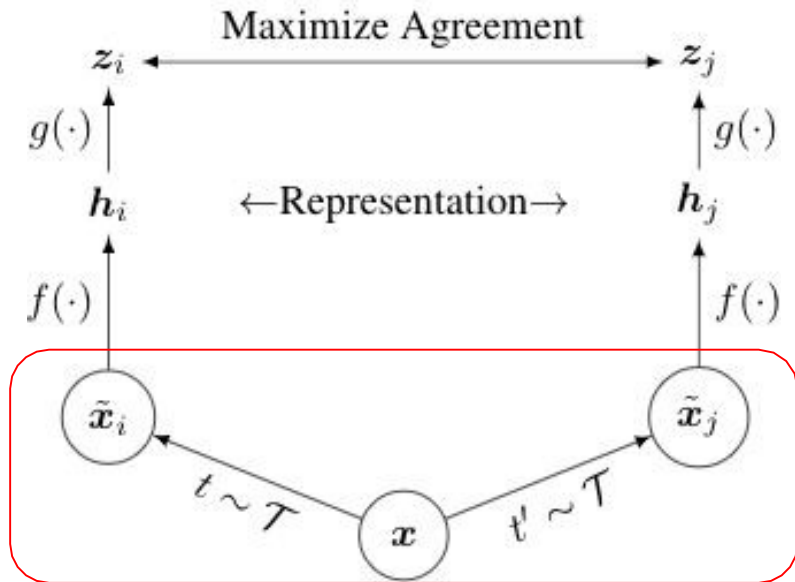 Maximize Agreement
z_i z_j
g(·) g(·)
h_i ←Representation→ h_j
f(·) f(·)
x̃_i x̃_j
t ∼ 𝒯 t' ∼ 𝒯
x